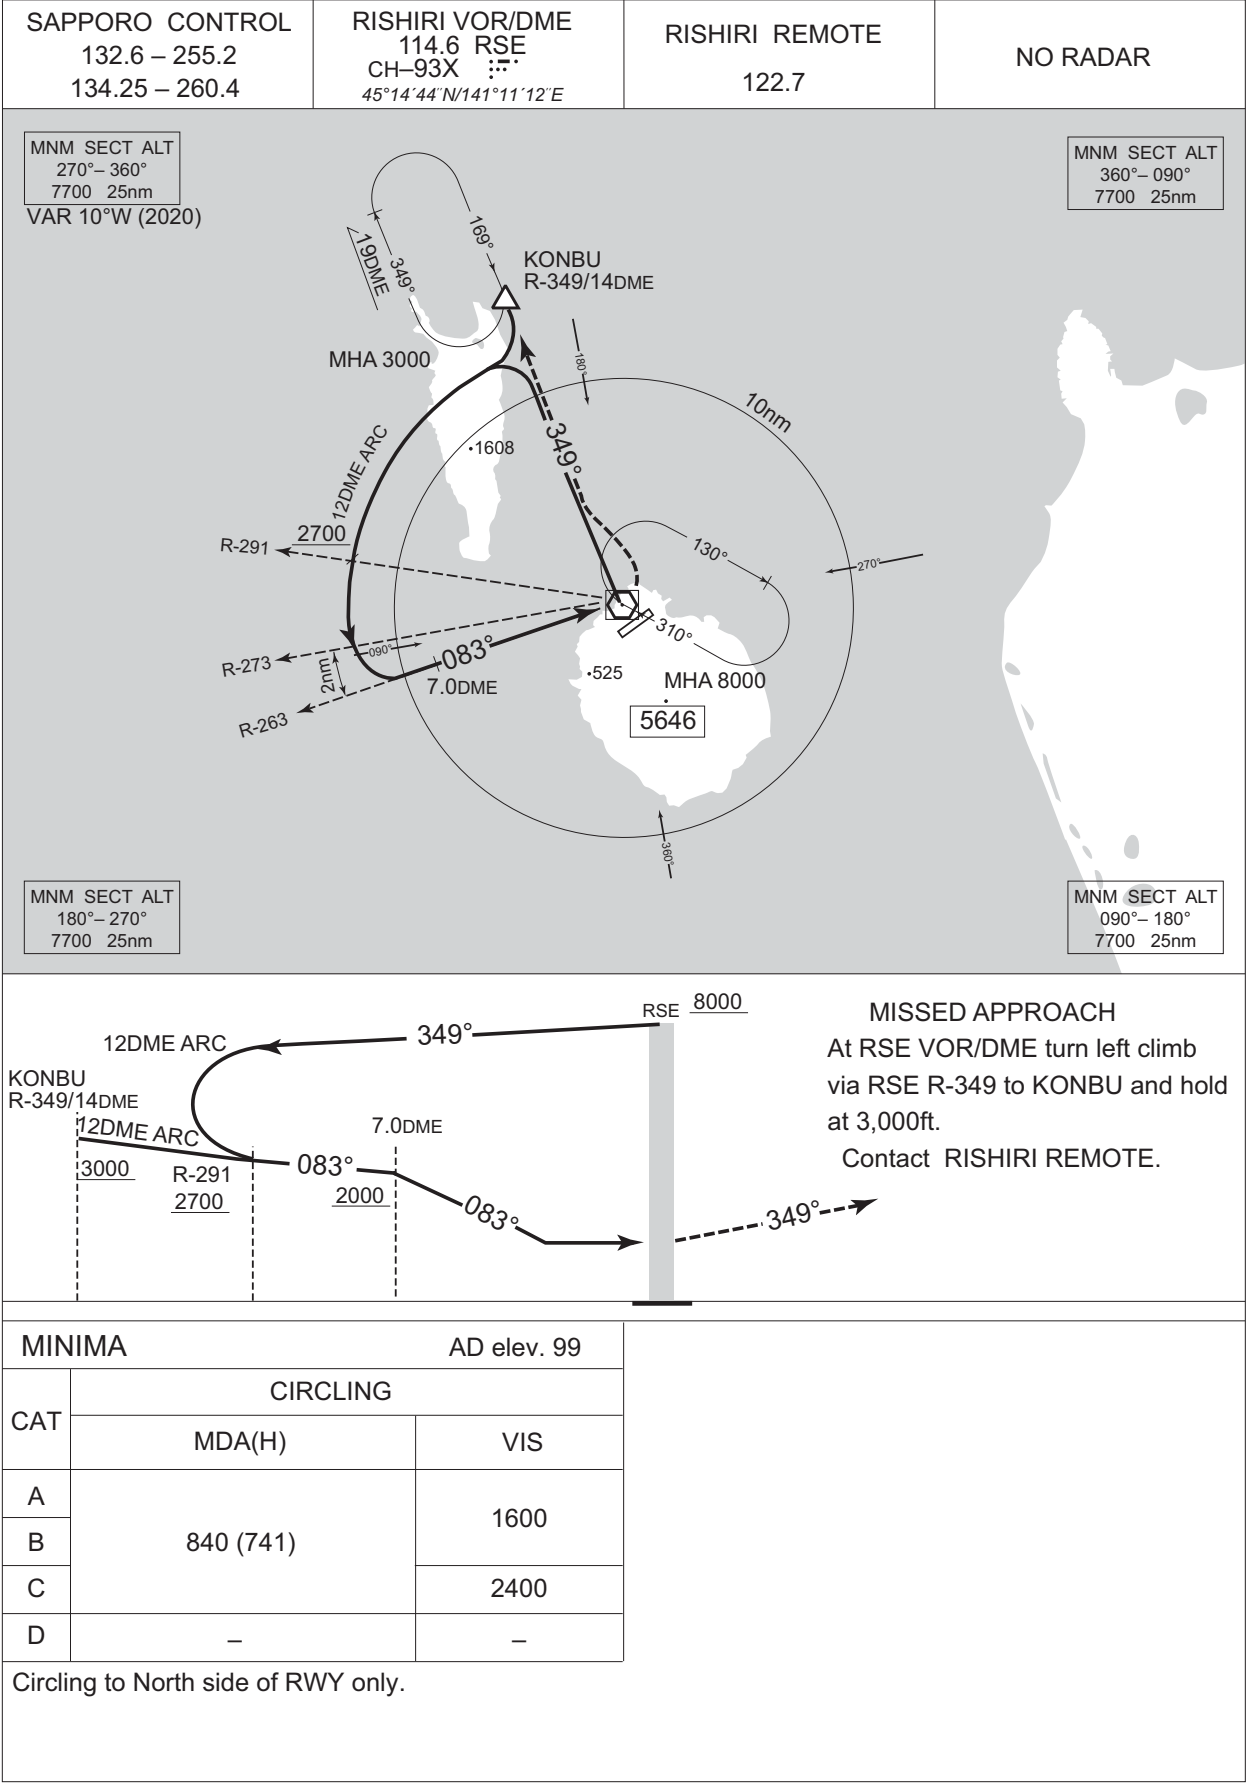 SAPPORO CONTROL
132.6 – 255.2
134.25 – 260.4
RISHIRI VOR/DME
114.6 RSE
CH–93X
45°14´44˝N/141°11´12˝E
RISHIRI REMOTE
122.7
NO RADAR
MNM SECT ALT
270°– 360°
7700 25nm
VAR 10°W (2020)
MNM SECT ALT
360°– 090°
7700 25nm
169°
349°
19DME
KONBU
R-349/14DME
MHA 3000
180°
10nm
349°
12DME ARC
1608
2700
R-291
130°
270°
310°
R-273
090°
083°
7.0DME
2nm
R-263
525
MHA 8000
5646
360°
MNM SECT ALT
180°– 270°
7700 25nm
MNM SECT ALT
090°– 180°
7700 25nm
RSE 8000
349°
12DME ARC
KONBU
R-349/14DME
12DME ARC
3000
R-291
2700
083°
7.0DME
2000
083°
349°
MISSED APPROACH
At RSE VOR/DME turn left climb
via RSE R-349 to KONBU and hold
at 3,000ft.
Contact RISHIRI REMOTE.
MINIMA AD elev. 99
CAT CIRCLING
MDA(H) VIS
A
1600
B 840 (741)
C 2400
D – –
Circling to North side of RWY only.